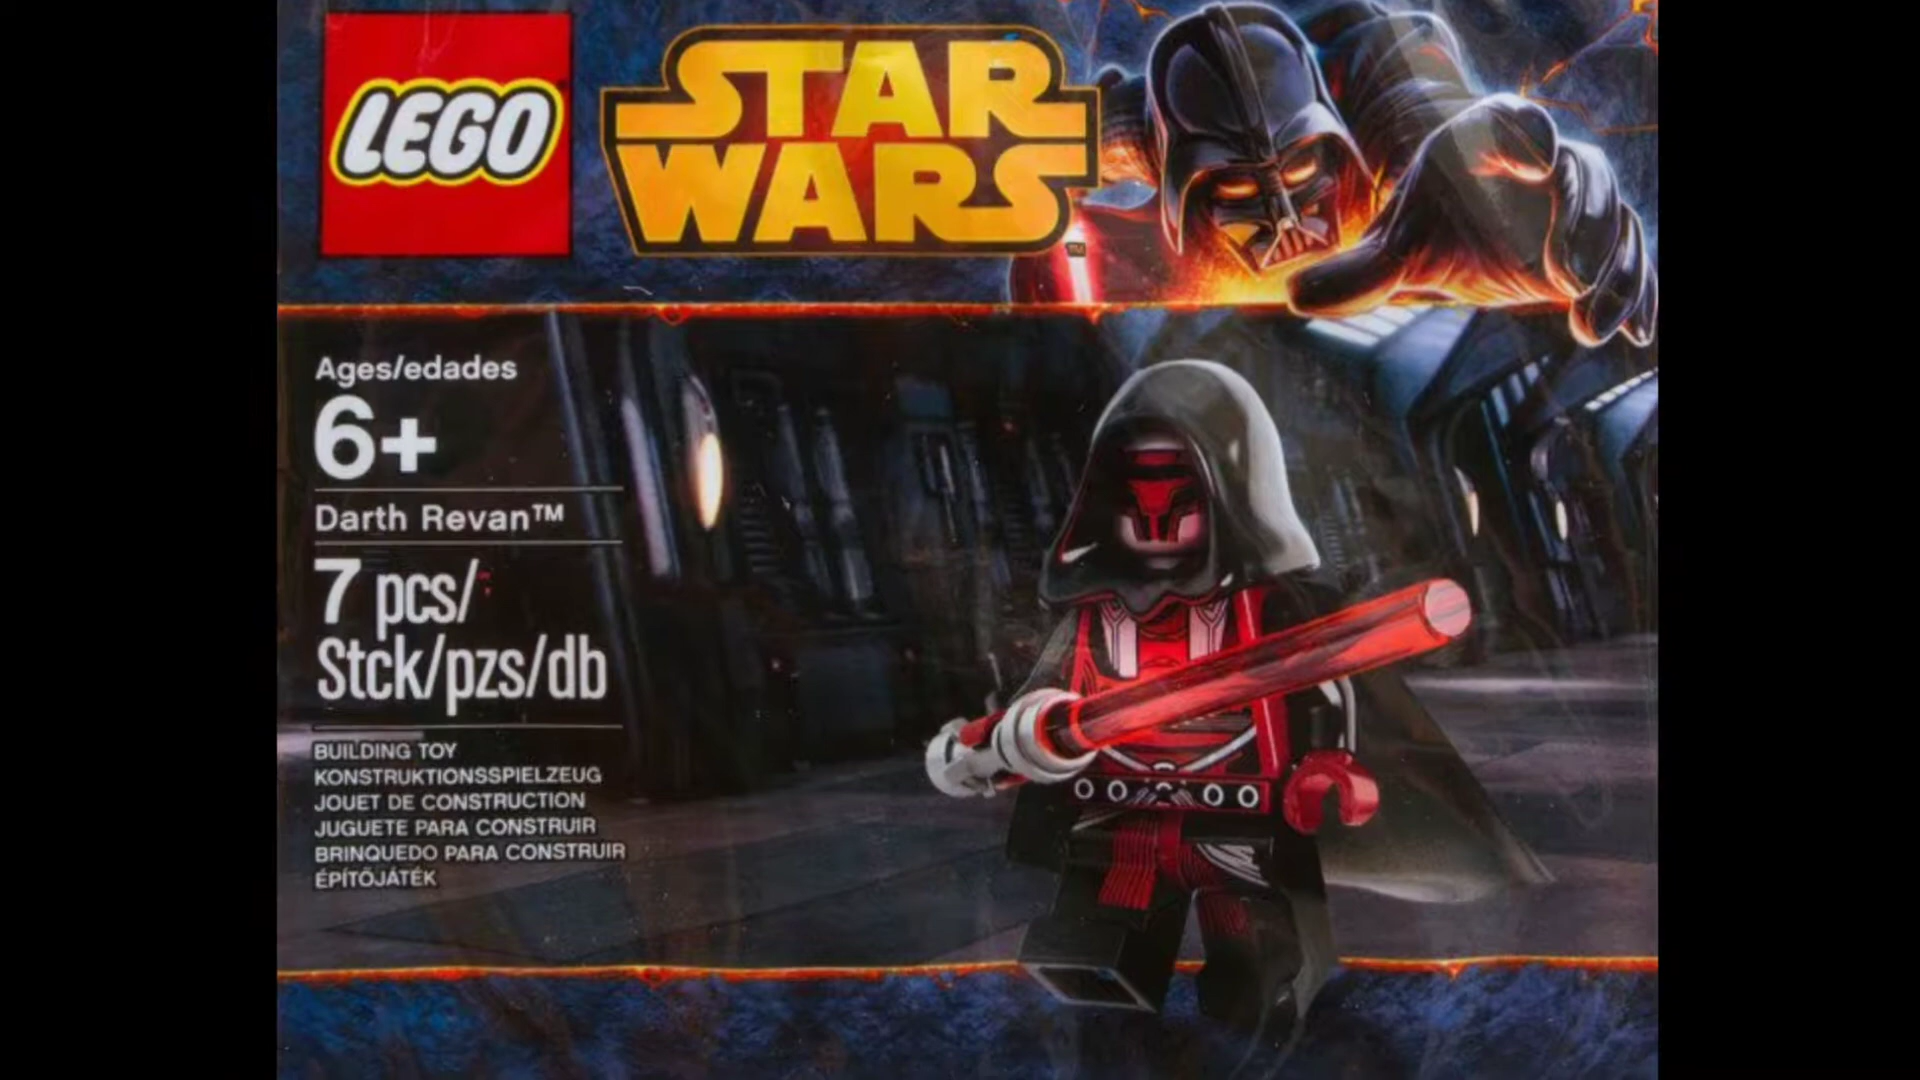 LEGO
STAR
WARS
TM
Ages/edades
6+
Darth Revan™
7 pcs/
Stck/pzs/db
BUILDING TOY
KONSTRUKTIONSSPIELZEUG
JOUET DE CONSTRUCTION
JUGUETE PARA CONSTRUIR
BRINQUEDO PARA CONSTRUIR
ÉPÍTŐJÁTÉK